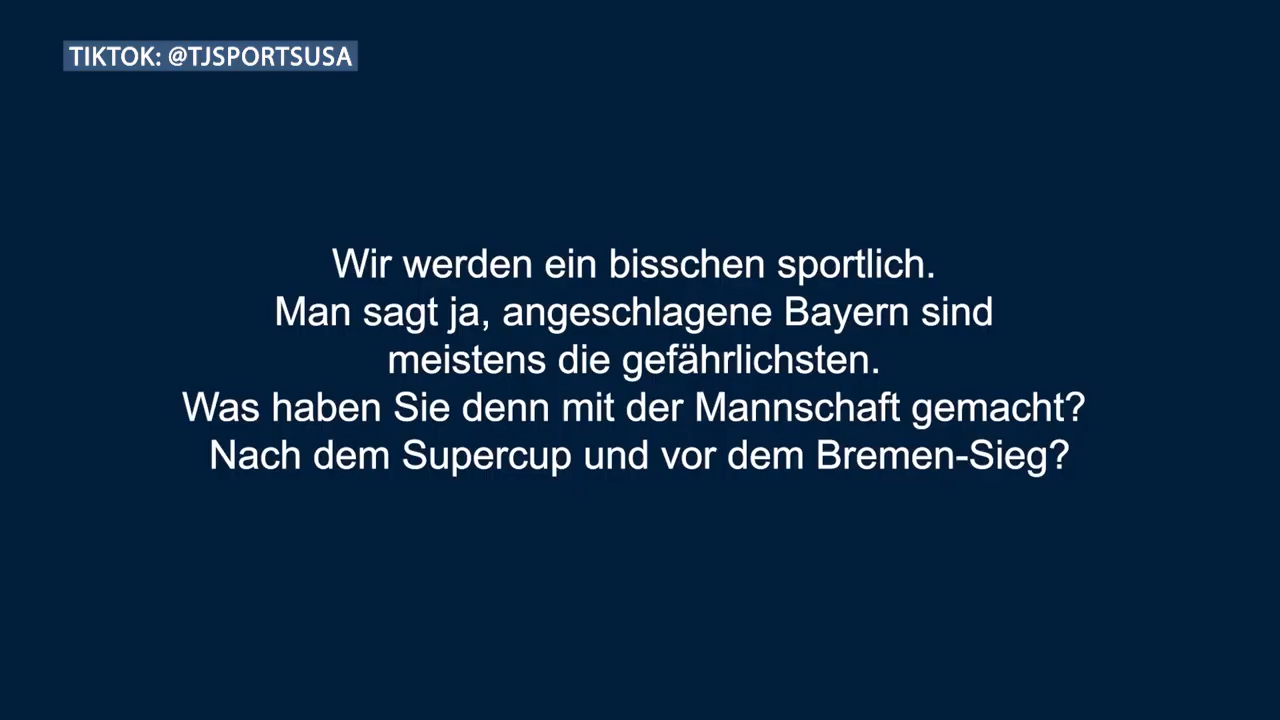 TIKTOK: @TJSPORTSUSA
Wir werden ein bisschen sportlich.
Man sagt ja, angeschlagene Bayern sind
meistens die gefährlichsten.
Was haben Sie denn mit der Mannschaft gemacht?
Nach dem Supercup und vor dem Bremen-Sieg?